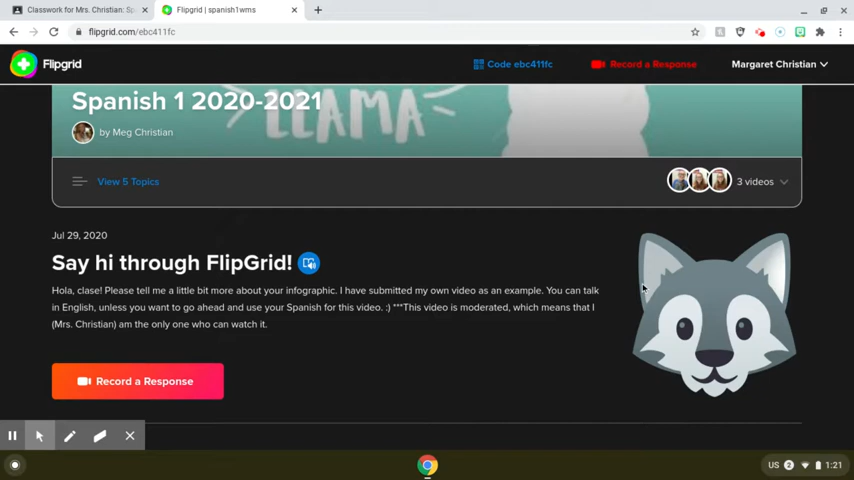 Classwork for Mrs. Christian: Sp
Flipgrid | spanish1wms
flipgrid.com/ebc411fc
Flipgrid
Code ebc411fc
Record a Response
Margaret Christian
LLAMA
Spanish 1 2020-2021
by Meg Christian
View 5 Topics
3 videos
Jul 29, 2020
Say hi through FlipGrid!
Hola, clase! Please tell me a little bit more about your infographic. I have submitted my own video as an example. You can talk
in English, unless you want to go ahead and use your Spanish for this video. :) ***This video is moderated, which means that I
(Mrs. Christian) am the only one who can watch it.
Record a Response
US 2 1:21